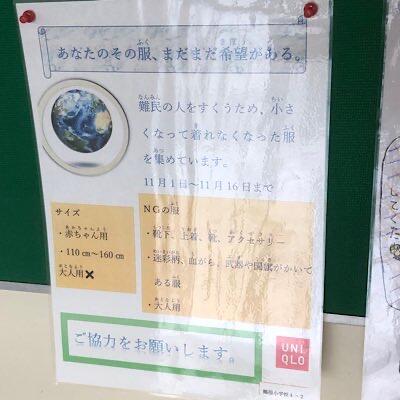 あなたのその服、まだまだ希望がある。
難民の人をすくうため、小さ
くなって着れなくなった服
を集めています。
11月1日〜11月16日まで
サイズ
・赤ちゃん用
・110㎝〜160㎝
大人用✖
NGの服
・靴下、上着、靴、アクセサリー
・迷彩柄、血がら、武器や国旗がかいて
ある服
・大人用
ご協力をお願いします。
UNI
QLO